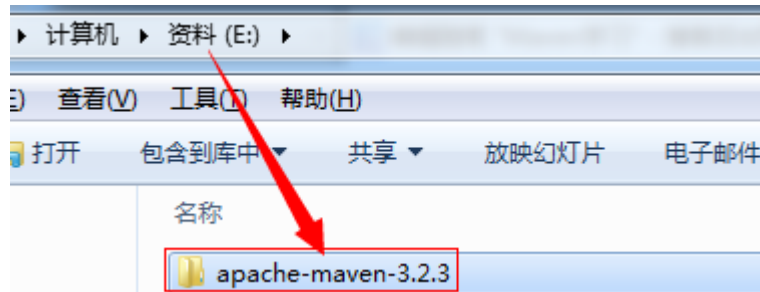 计算机 资料 (E:)
查看(V) 工具(T) 帮助(H)
打开 包含到库中 共享 放映幻灯片 电子邮件
名称
apache-maven-3.2.3